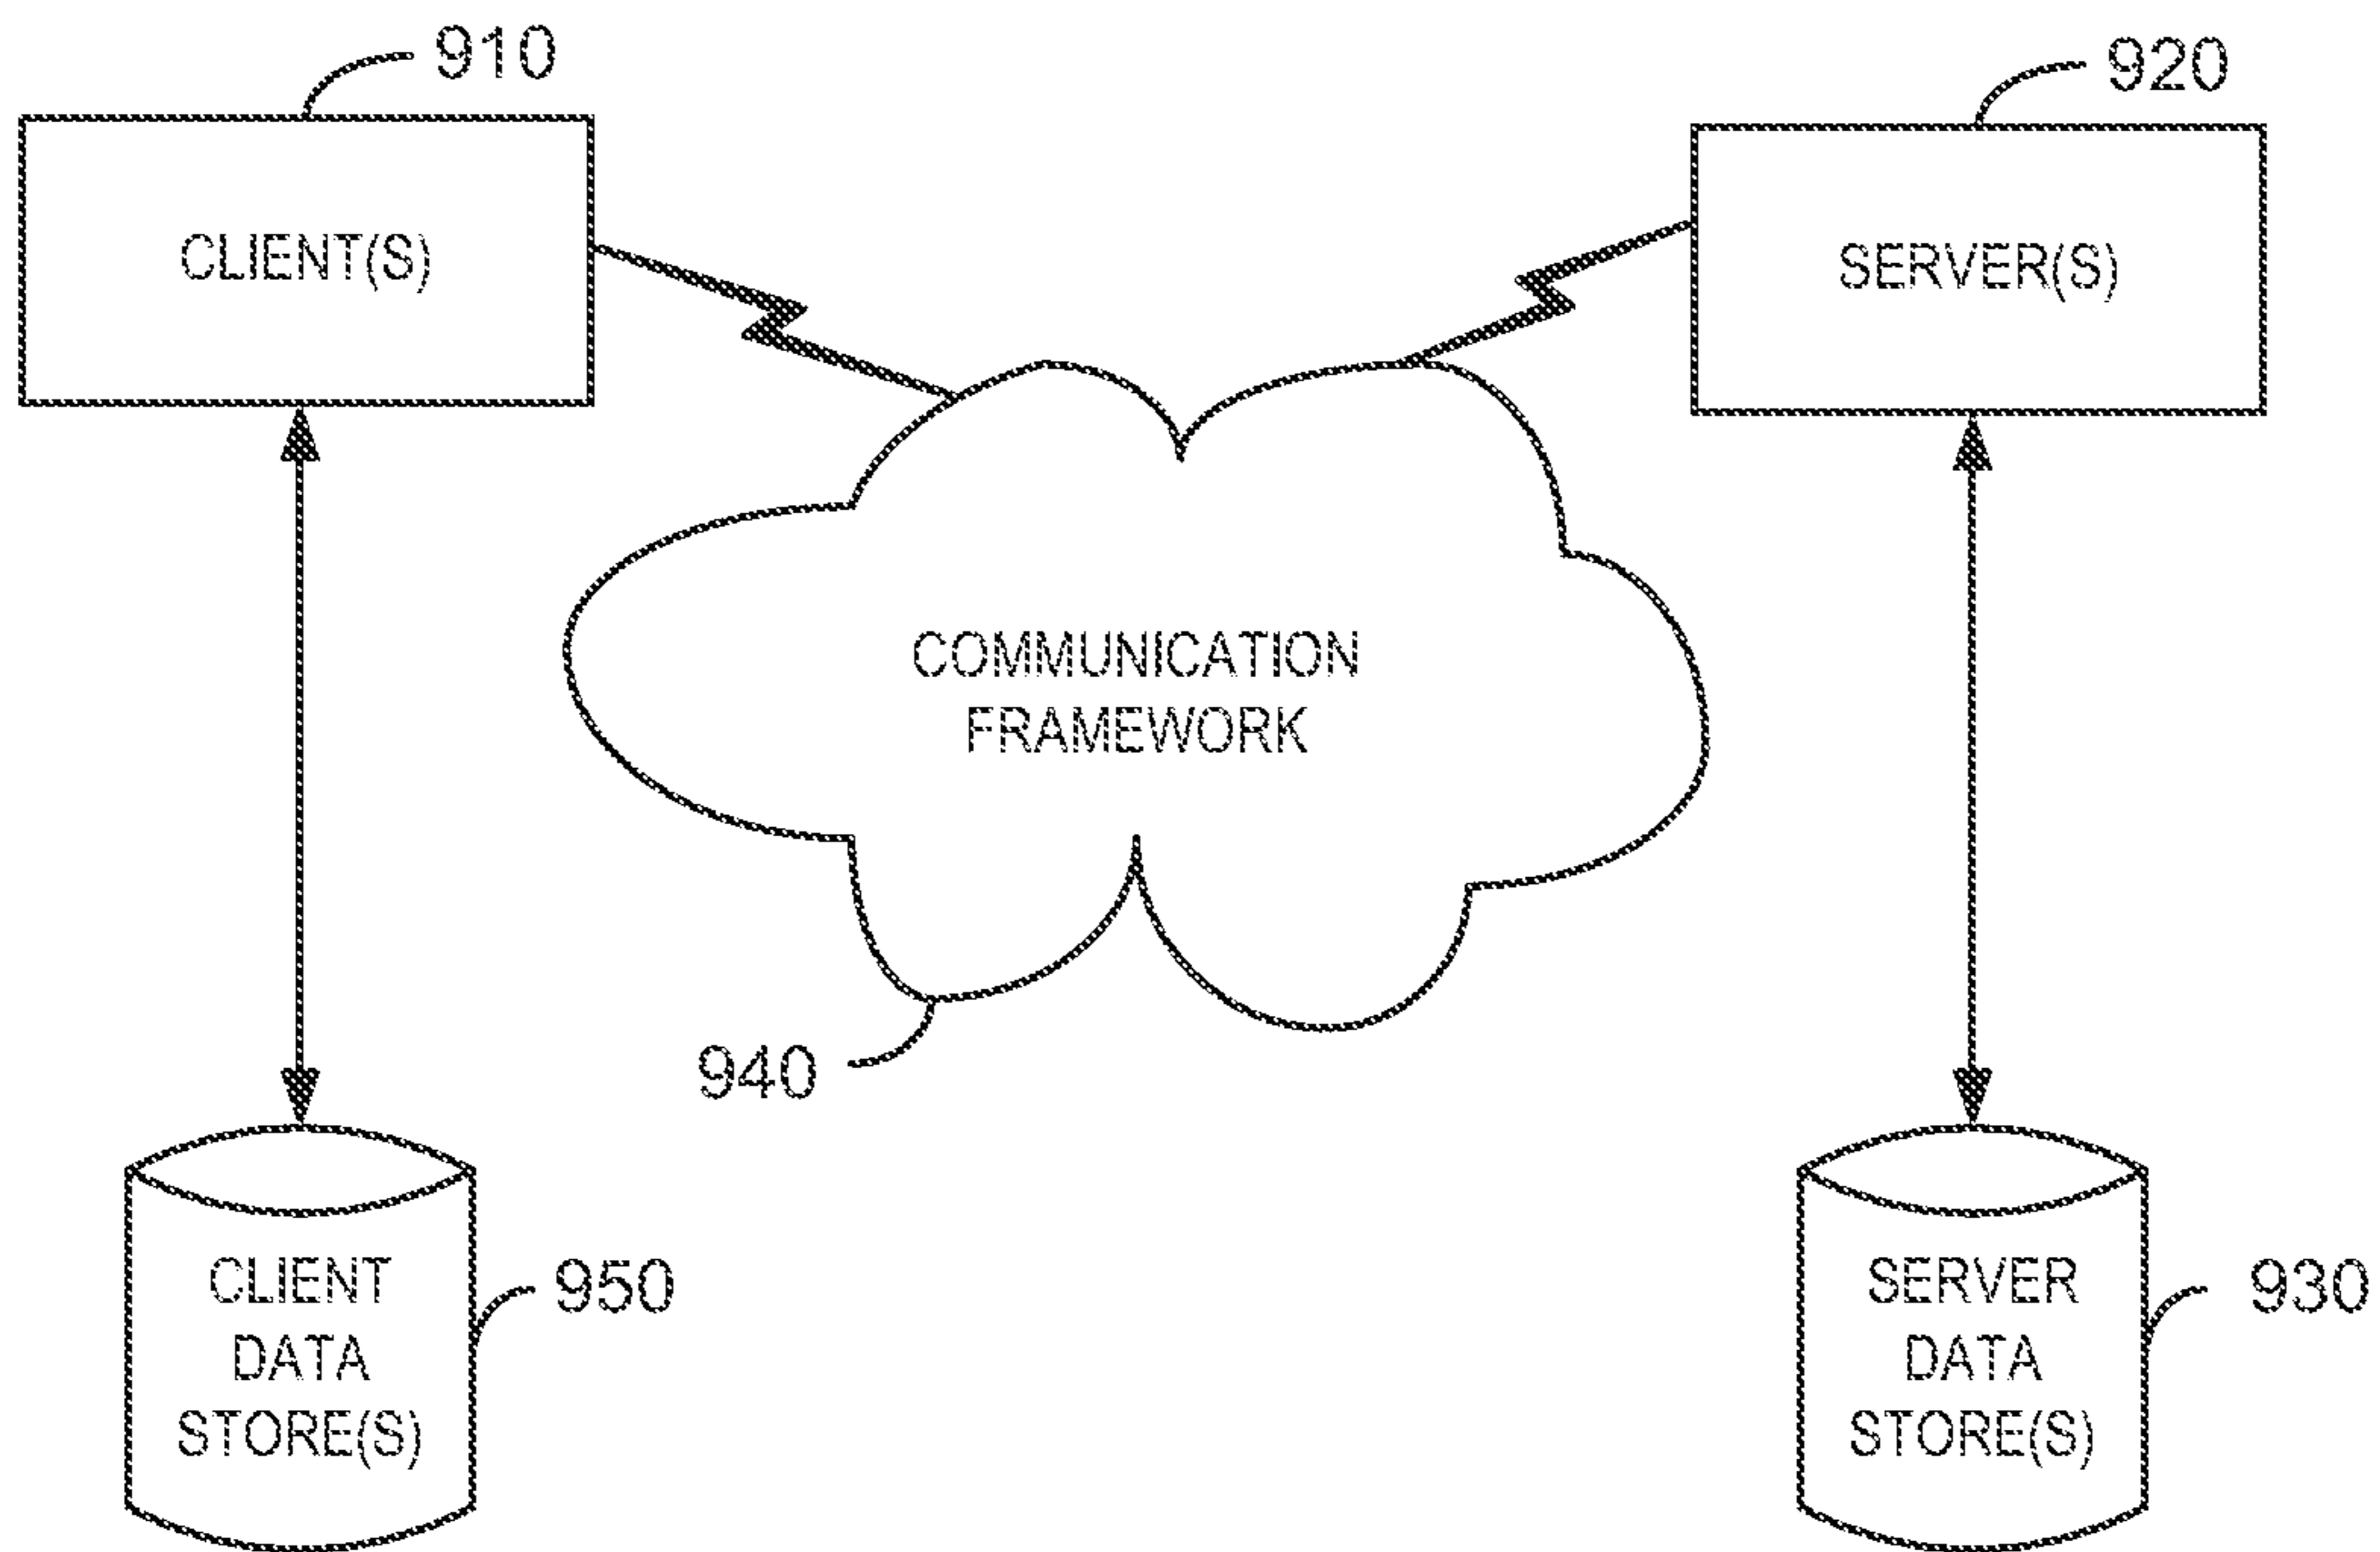 910
920
CLIENT(S)
SERVER(S)
COMMUNICATION
FRAMEWORK
940
CLIENT
DATA
STORE(S)
950
SERVER
DATA
STORE(S)
930